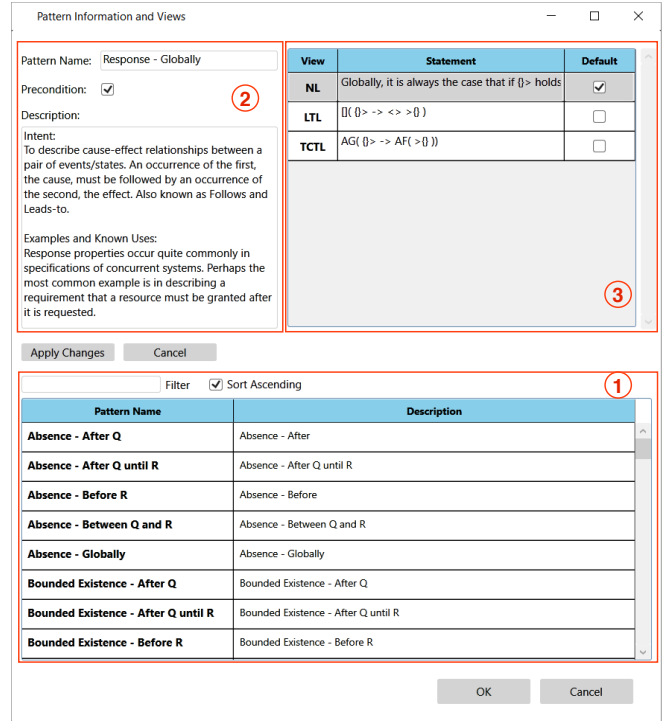 Pattern Information and Views
Pattern Name: Response - Globally
Precondition:
②
Description:
Intent:
To describe cause-effect relationships between a
pair of events/states. An occurrence of the first,
the cause, must be followed by an occurrence of
the second, the effect. Also known as Follows and
Leads-to.
Examples and Known Uses:
Response properties occur quite commonly in
specifications of concurrent systems. Perhaps the
most common example is in describing a
requirement that a resource must be granted after
it is requested.
View Statement Default
NL Globally, it is always the case that if {}> holds
LTL []( {}> -> <> >{} )
TCTL AG( {}> -> AF( >{} ))
③
Apply Changes Cancel
Filter Sort Ascending ①
Pattern Name Description
Absence - After Q Absence - After
Absence - After Q until R Absence - After Q until R
Absence - Before R Absence - Before
Absence - Between Q and R Absence - Between Q and R
Absence - Globally Absence - Globally
Bounded Existence - After Q Bounded Existence - After Q
Bounded Existence - After Q until R Bounded Existence - After Q until R
Bounded Existence - Before R Bounded Existence - Before R
OK Cancel